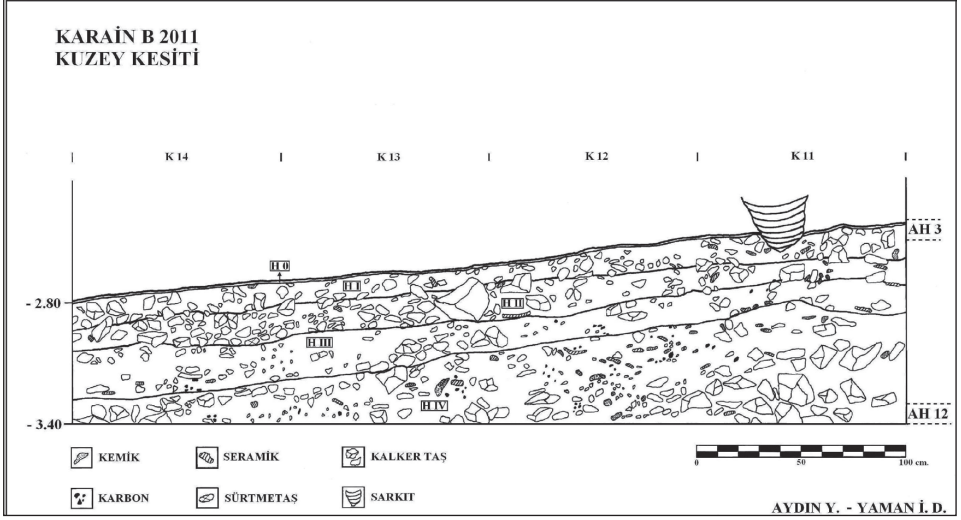 KARAİN B 2011
KUZEY KESİTİ
K 14 K 13 K 12 K 11
AH 3
H 0
H I
- 2.80
H II
H III
H IV
AH 12
- 3.40
KEMİK SERAMİK KALKER TAŞ
0 50 100 cm.
KARBON SÜRTMETAŞ SARKIT
AYDIN Y. - YAMAN İ. D.